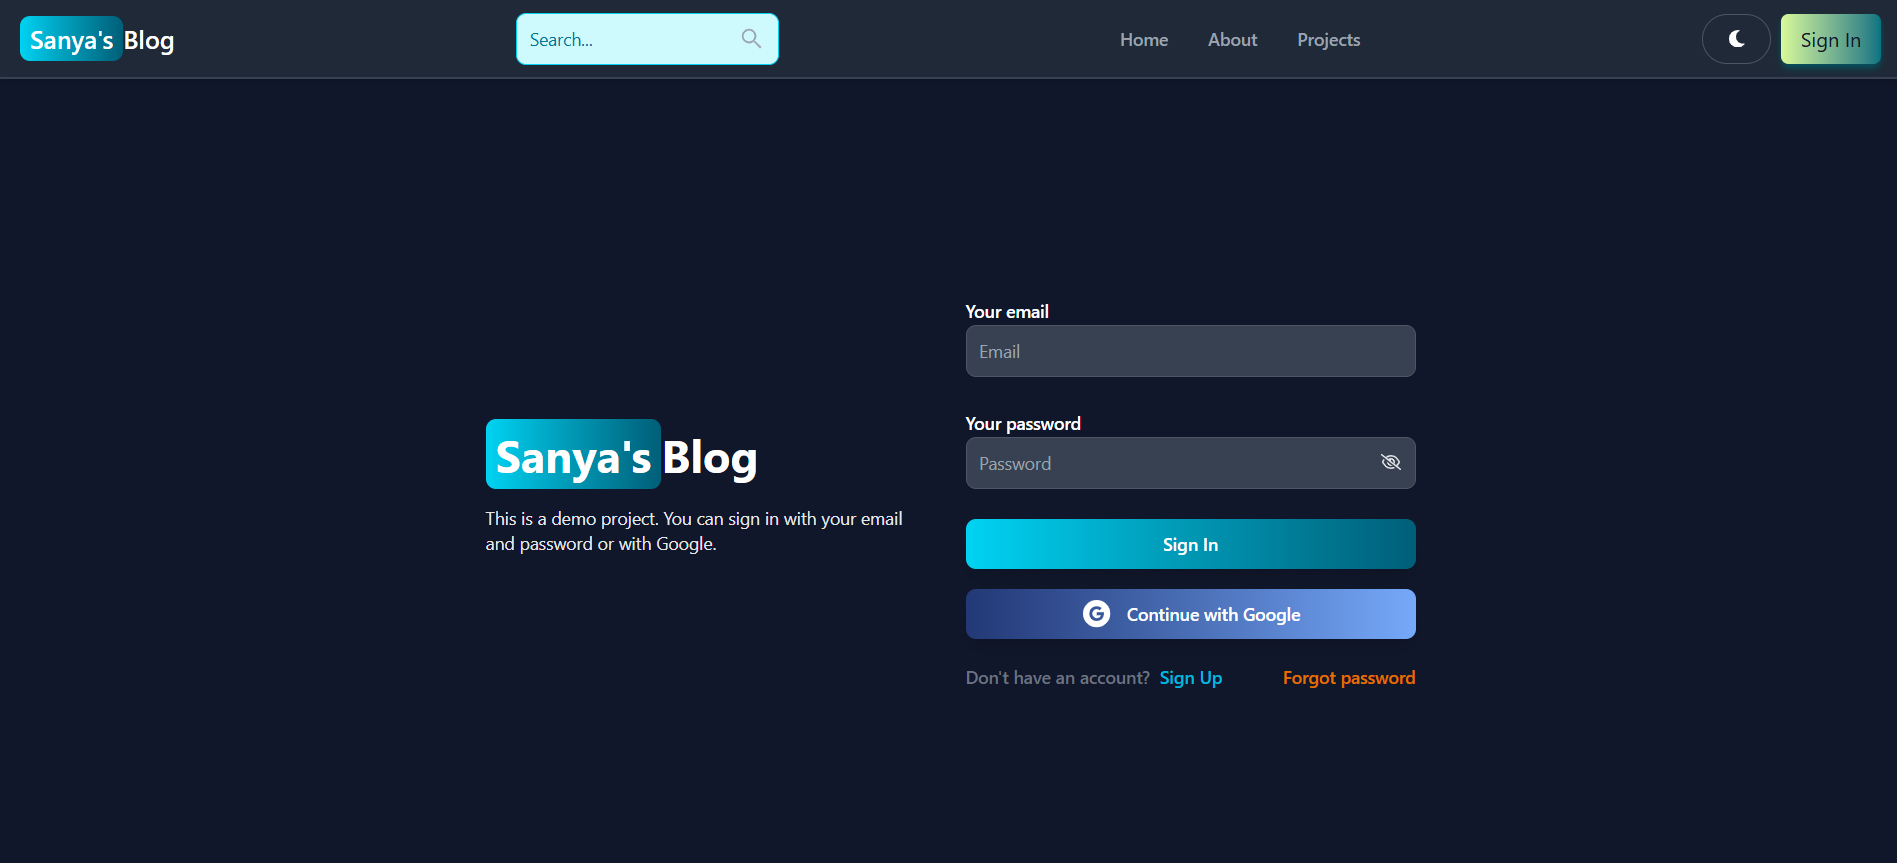 Sanya's Blog
Search...
Home About Projects
Sign In
Your email
Email
Your password
Password
Sanya's Blog
This is a demo project. You can sign in with your email
and password or with Google.
Sign In
G Continue with Google
Don't have an account? Sign Up
Forgot password